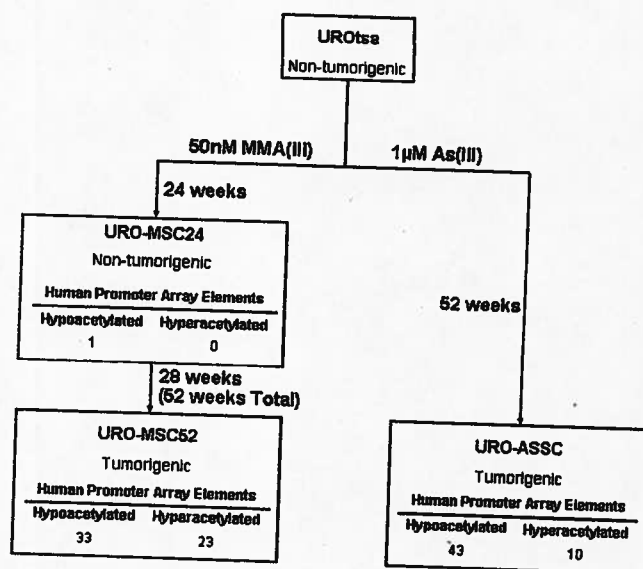 UROtsa
Non-tumorigenic
50nM MMA(III)
1µM As(III)
24 weeks
URO-MSC24
Non-tumorigenic
Human Promoter Array Elements
Hypoacetylated Hyperacetylated
1 0
52 weeks
28 weeks
(52 weeks Total)
URO-MSC52
Tumorigenic
Human Promoter Array Elements
Hypoacetylated Hyperacetylated
33 23
URO-ASSC
Tumorigenic
Human Promoter Array Elements
Hypoacetylated Hyperacetylated
43 10